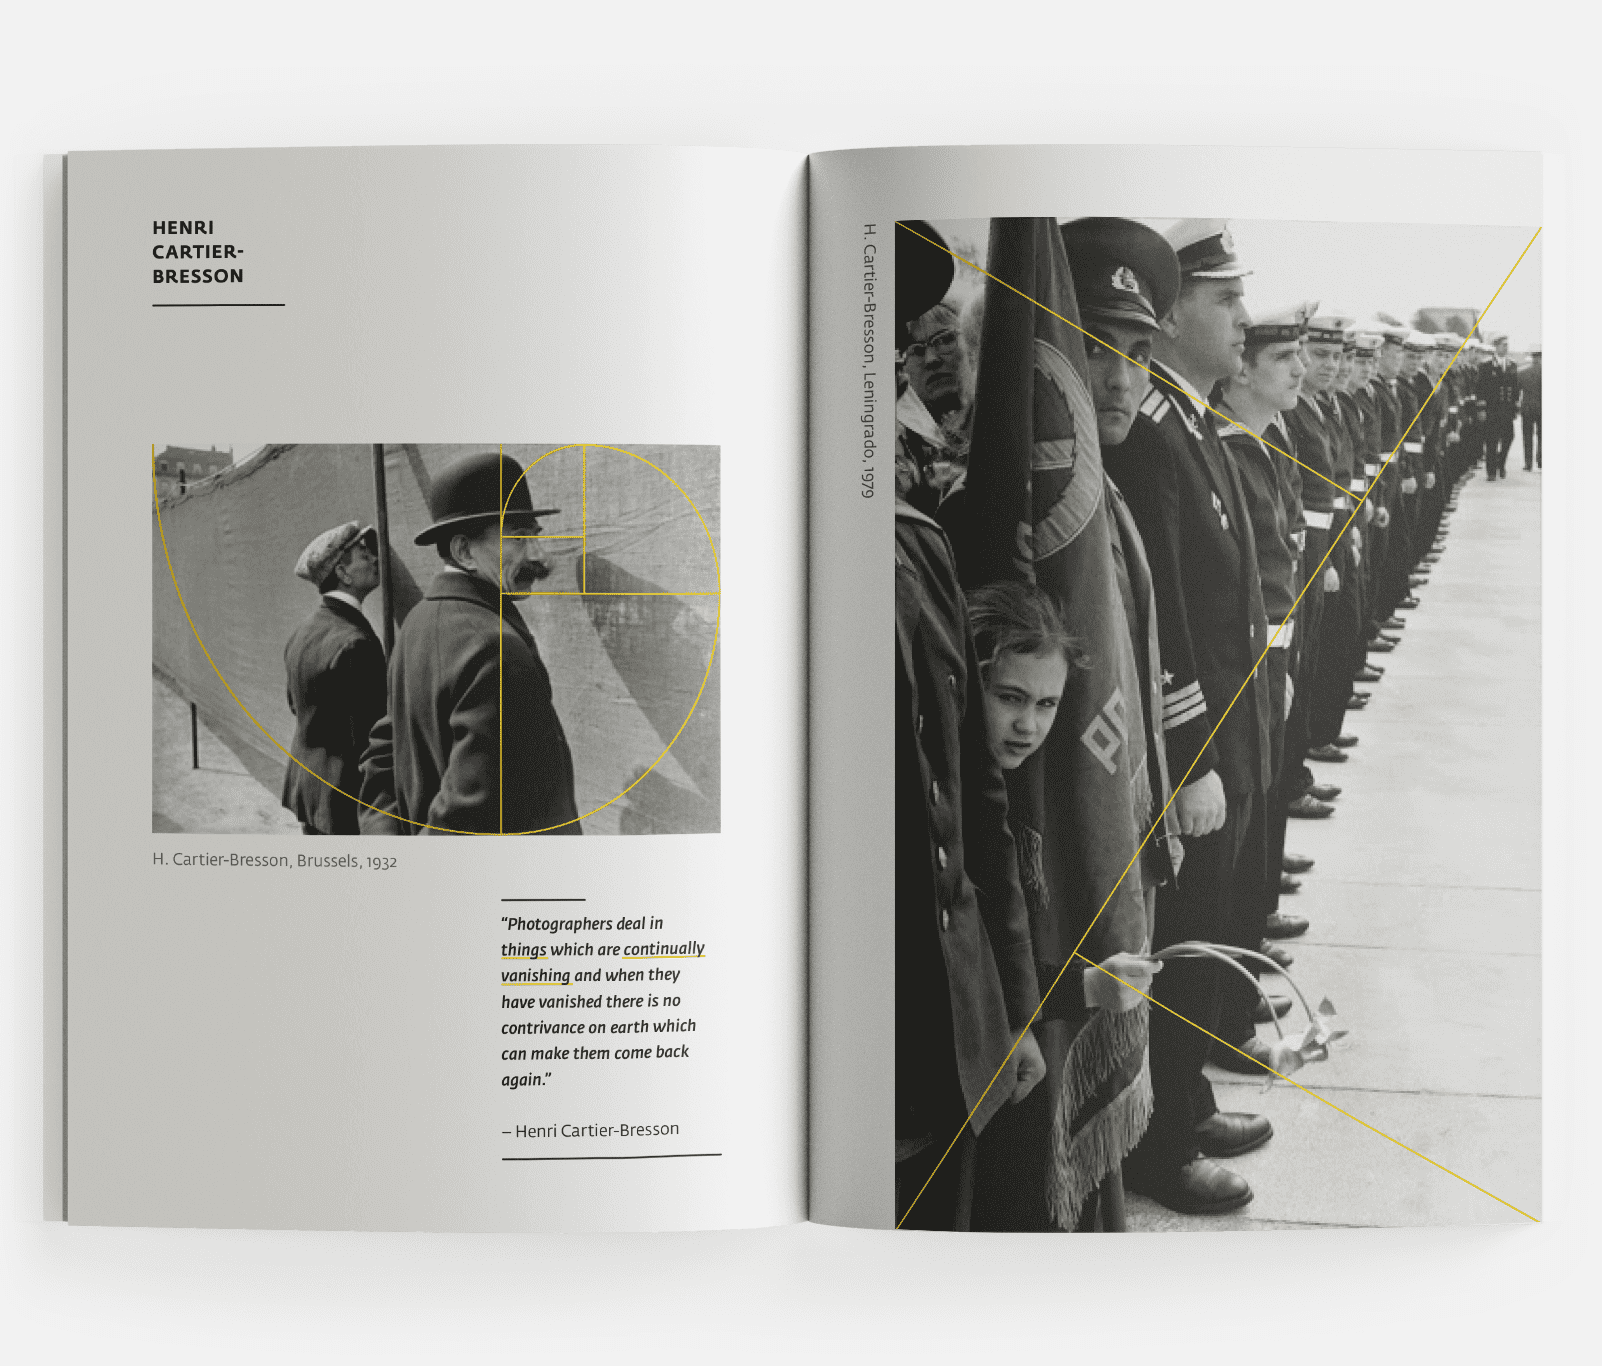 HENRI
CARTIER-
BRESSON
H. Cartier-Bresson, Brussels, 1932
“Photographers deal in
things which are continually
vanishing and when they
have vanished there is no
contrivance on earth which
can make them come back
again.”
– Henri Cartier-Bresson
H. Cartier-Bresson, Leningrado, 1979